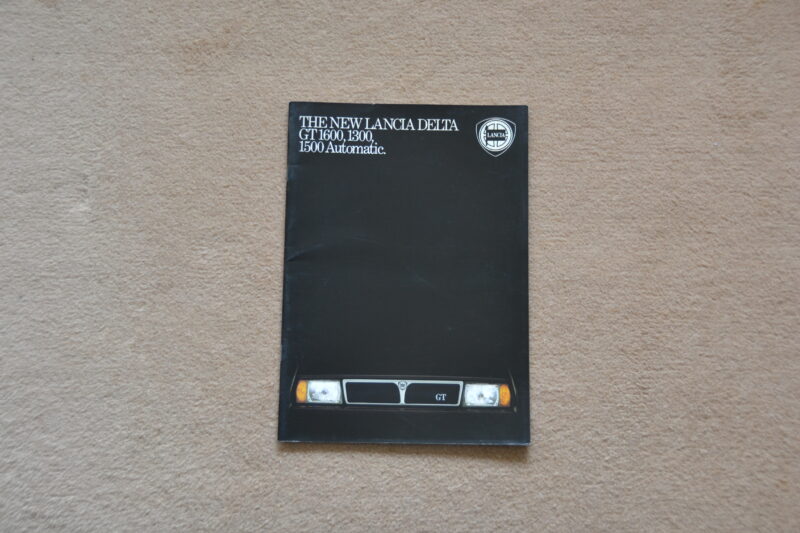 THE NEW LANCIA DELTA
GT 1600, 1300,
1500 Automatic.
LANCIA
GT